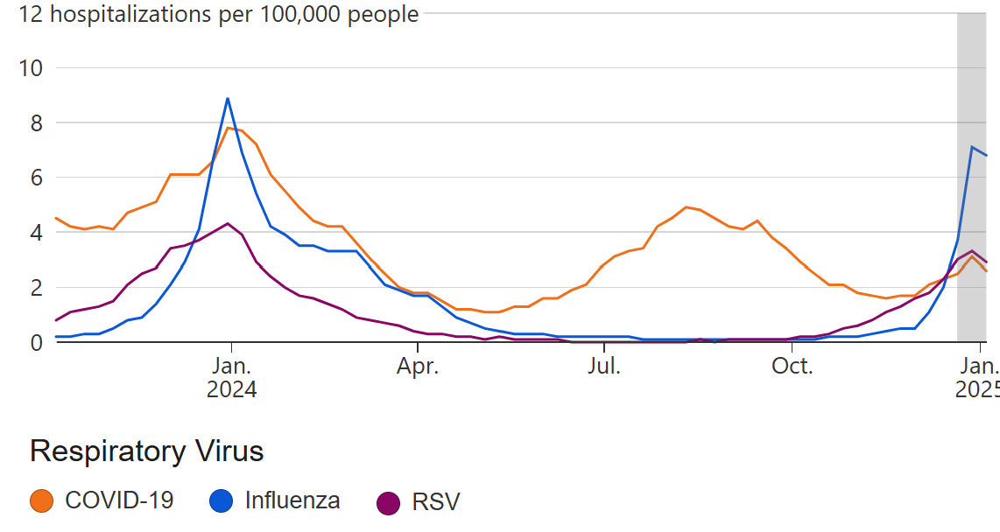 12 hospitalizations per 100,000 people
10
8
6
4
2
0
Jan. Apr. Jul. Oct. Jan.
2024 2025
Respiratory Virus
COVID-19 Influenza RSV